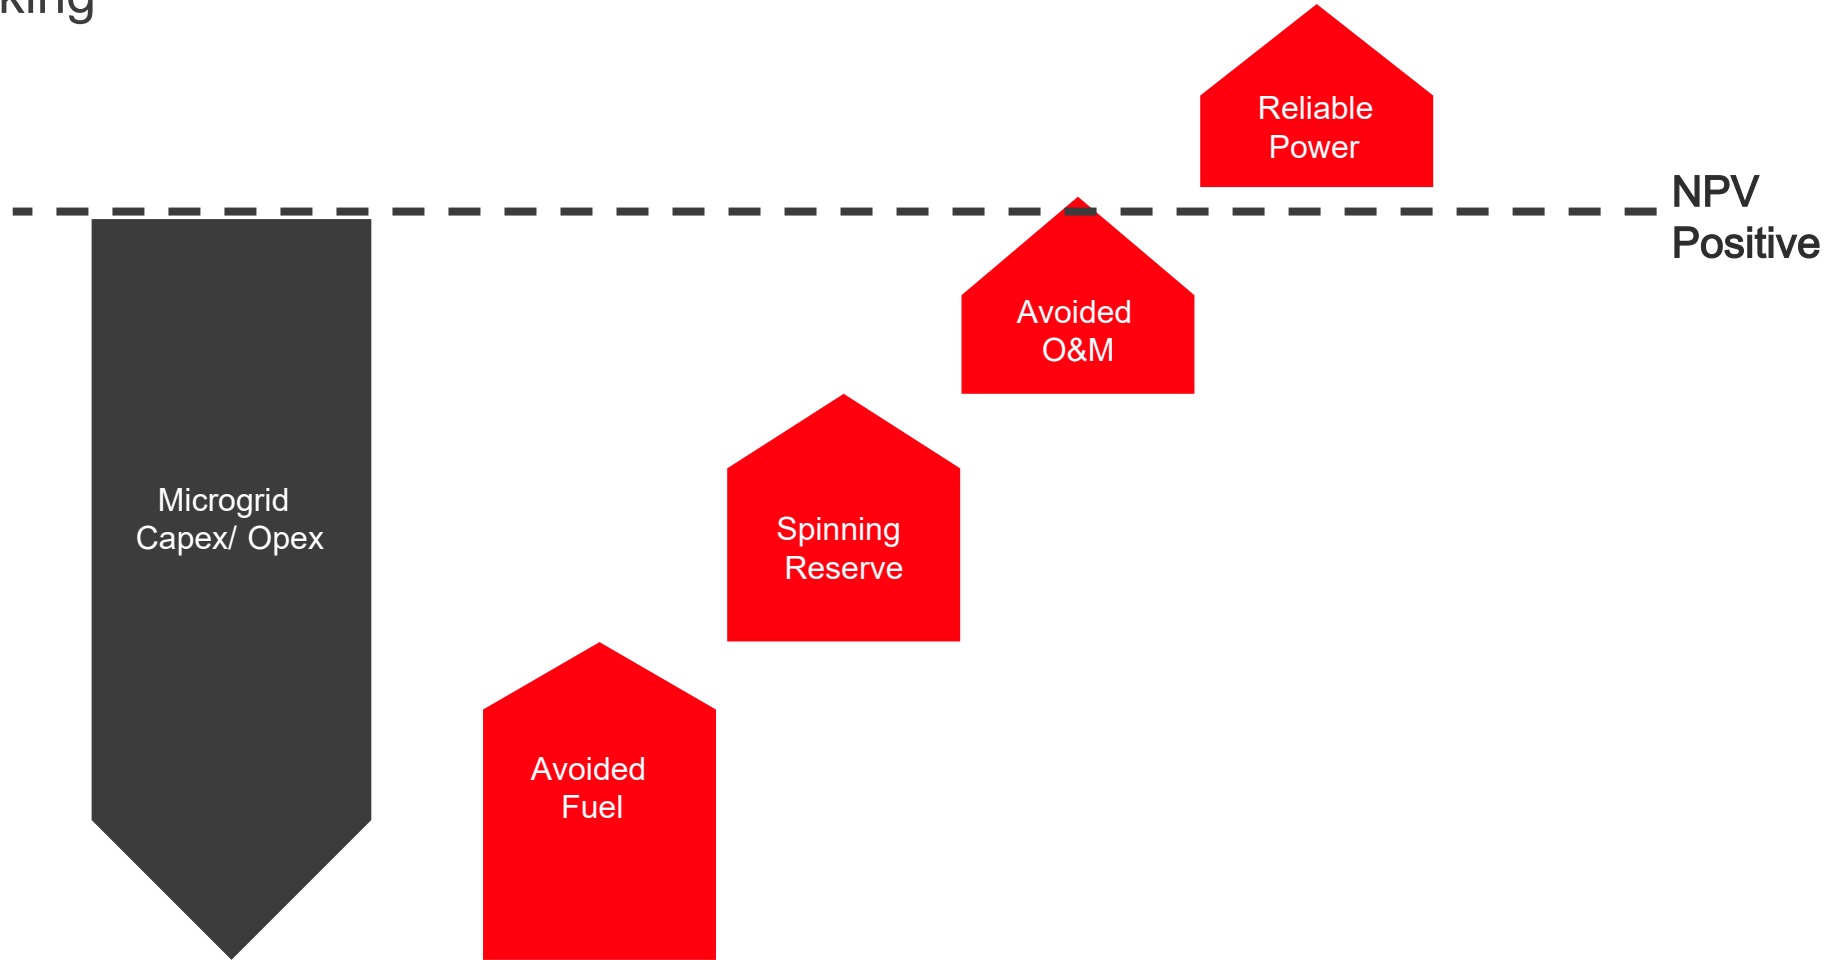 Reliable
Power
NPV
Positive
Avoided
O&M
Microgrid
Capex/ Opex
Spinning
Reserve
Avoided
Fuel